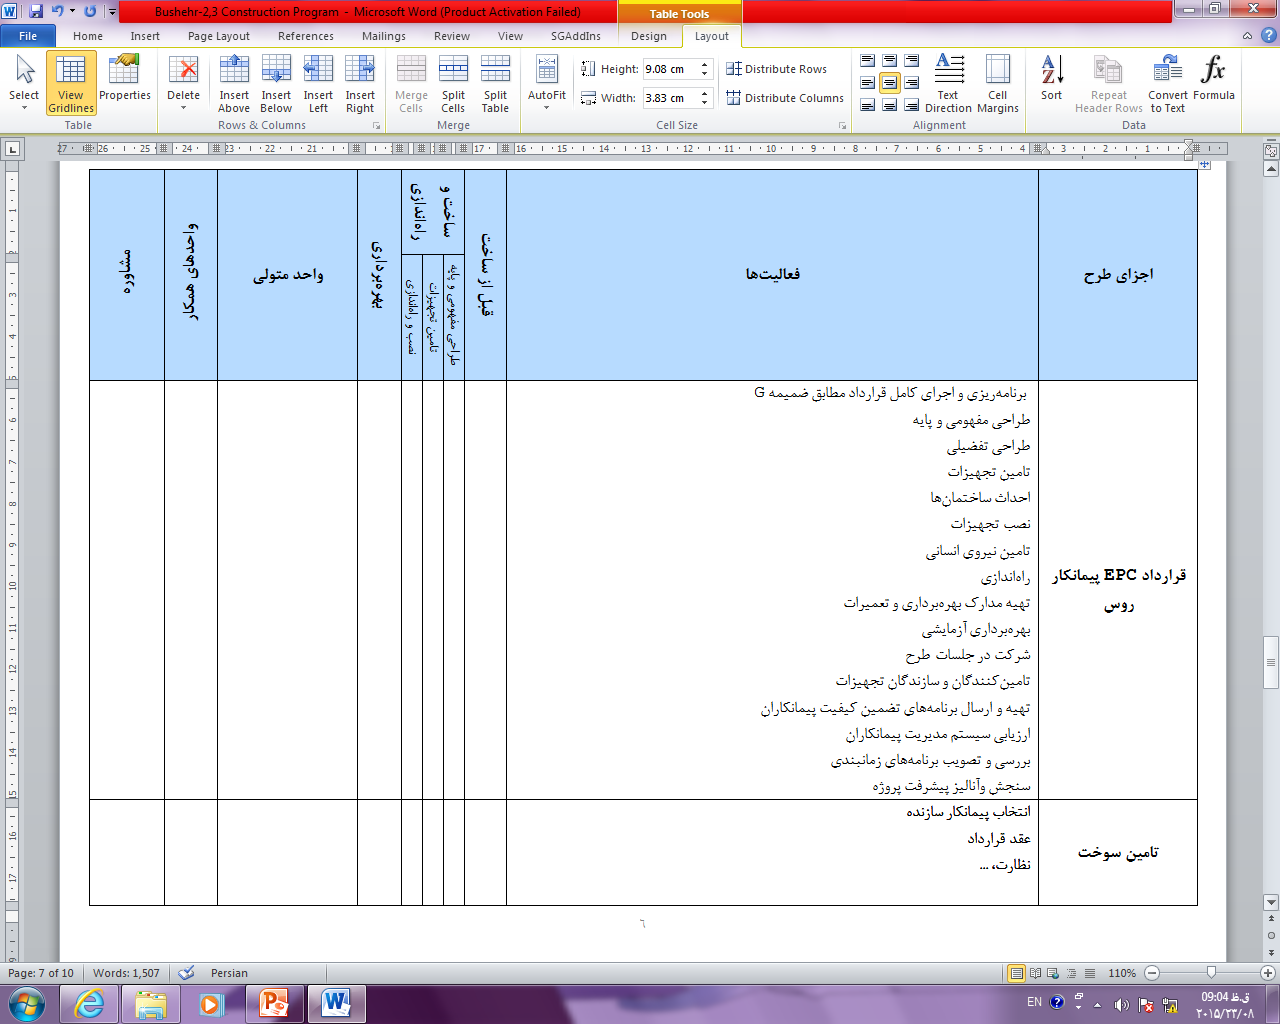 Bushehr-2,3 Construction Program - Microsoft Word (Product Activation Failed)
Table Tools
File Home Insert Page Layout References Mailings Review View SGAddIns Design Layout
Select
View Gridlines
Properties
Delete
Insert Above
Insert Below
Insert Left
Insert Right
Merge Cells
Split Cells
Split Table
AutoFit
Height: 9.08 cm
Width: 3.83 cm
Distribute Rows
Distribute Columns
Text Direction
Cell Margins
Sort
Repeat Header Rows
Convert to Text
Formula
Table Rows & Columns Merge Cell Size Alignment Data
اجزای طرح
فعالیت‌ها
قبل از ساخت
ساخت و راه‌اندازی
طراحی مفهومی و پایه
تامین تجهیزات
نصب و راه‌اندازی
بهره‌برداری
واحد متولی
واحدهای همکار
مشاوره
قرارداد EPC پیمانکار روس
برنامه‌ریزی و اجرای کامل قرارداد مطابق ضمیمه G
طراحی مفهومی و پایه
طراحی تفضیلی
تامین تجهیزات
احداث ساختمان‌ها
نصب تجهیزات
تامین نیروی انسانی
راه‌اندازی
تهیه مدارک بهره‌برداری و تعمیرات
بهره‌برداری آزمایشی
شرکت در جلسات طرح
تامین‌کنندگان و سازندگان تجهیزات
تهیه و ارسال برنامه‌های تضمین کیفیت پیمانکاران
ارزیابی سیستم مدیریت پیمانکاران
بررسی و تصویب برنامه‌های زمانبندی
سنجش وآنالیز پیشرفت پروژه
تامین سوخت
انتخاب پیمانکار سازنده
عقد قرارداد
نظارت، ...
٦
Page: 7 of 10 Words: 1,507 Persian 110%
EN
09:04 ق.ظ
٢٠١٥/٢٣/٠٨